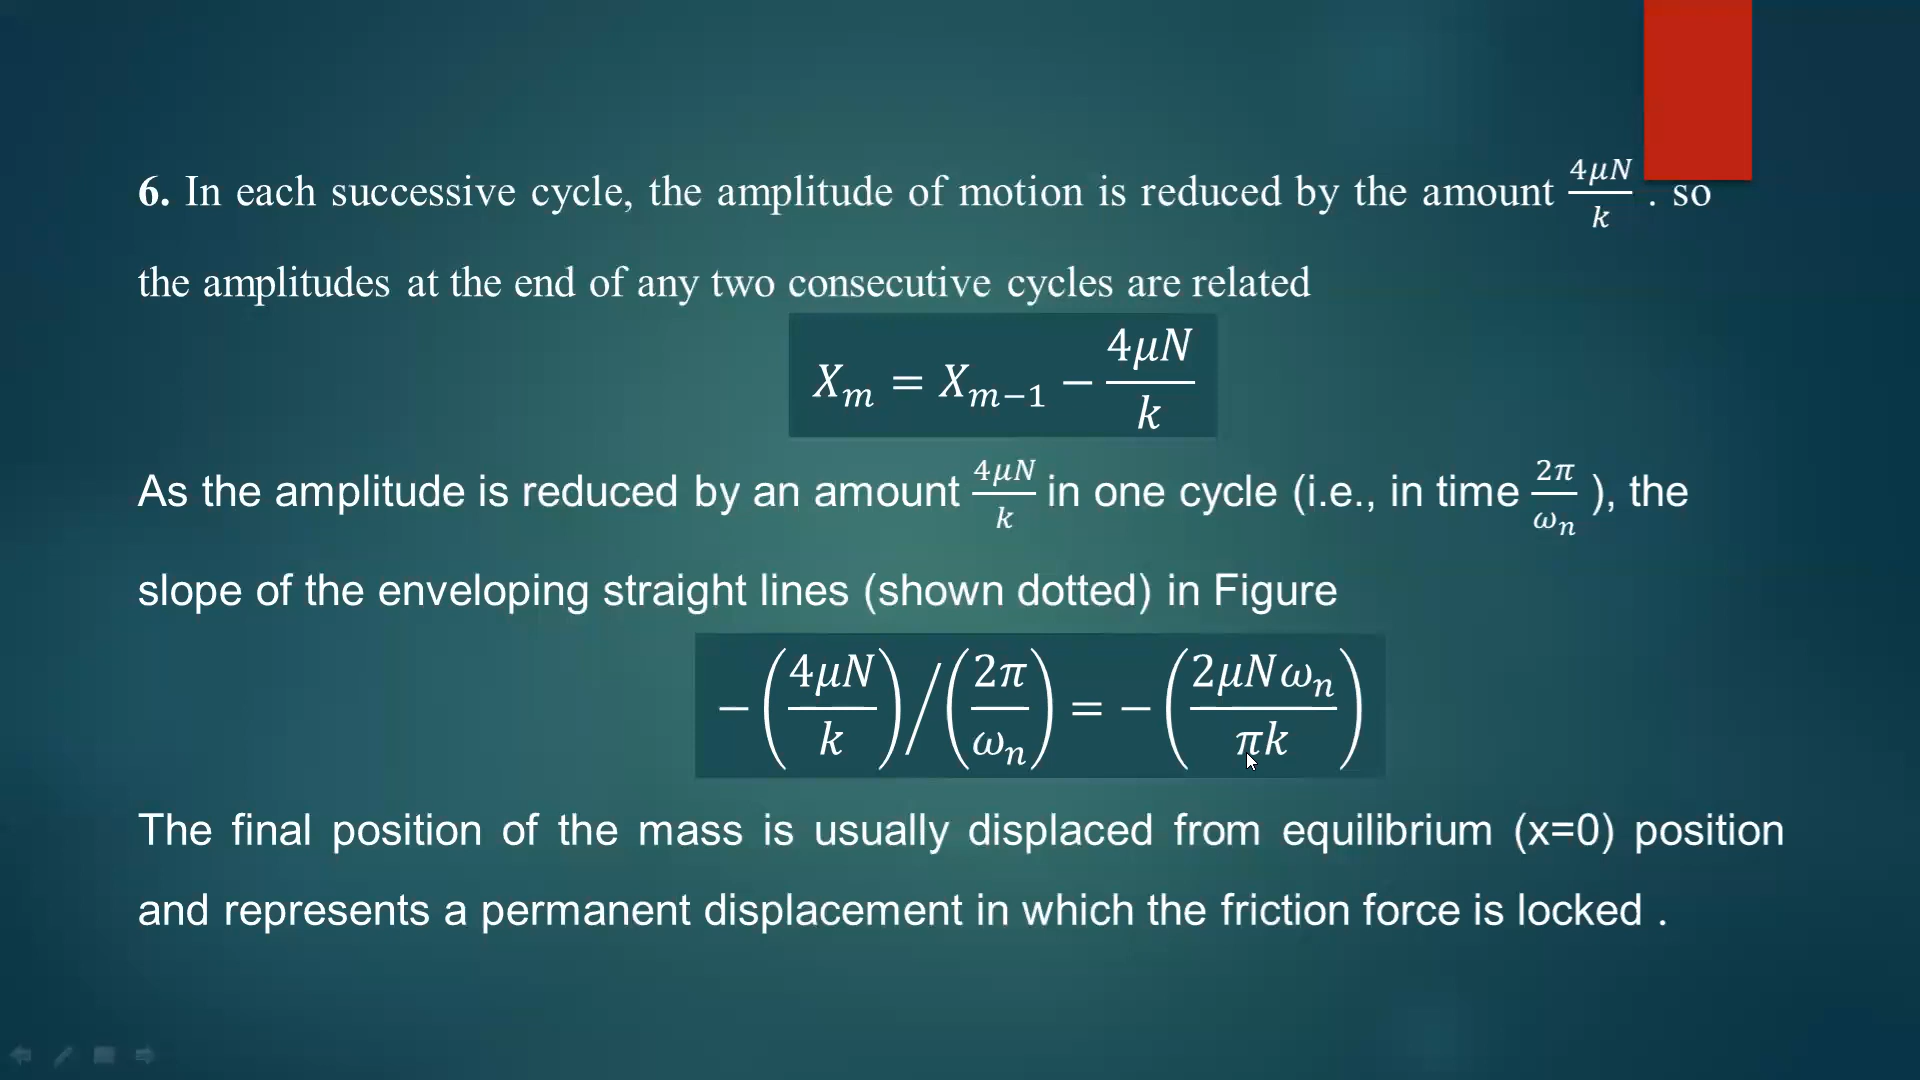 6. In each successive cycle, the amplitude of motion is reduced by the amount 4μN/k . so
the amplitudes at the end of any two consecutive cycles are related
X_m = X_{m−1} − 4μN/k
As the amplitude is reduced by an amount 4μN/k in one cycle (i.e., in time 2π/ω_n ), the
slope of the enveloping straight lines (shown dotted) in Figure
−(4μN/k)/(2π/ω_n) = −(2μNω_n/πk)
The final position of the mass is usually displaced from equilibrium (x=0) position
and represents a permanent displacement in which the friction force is locked .